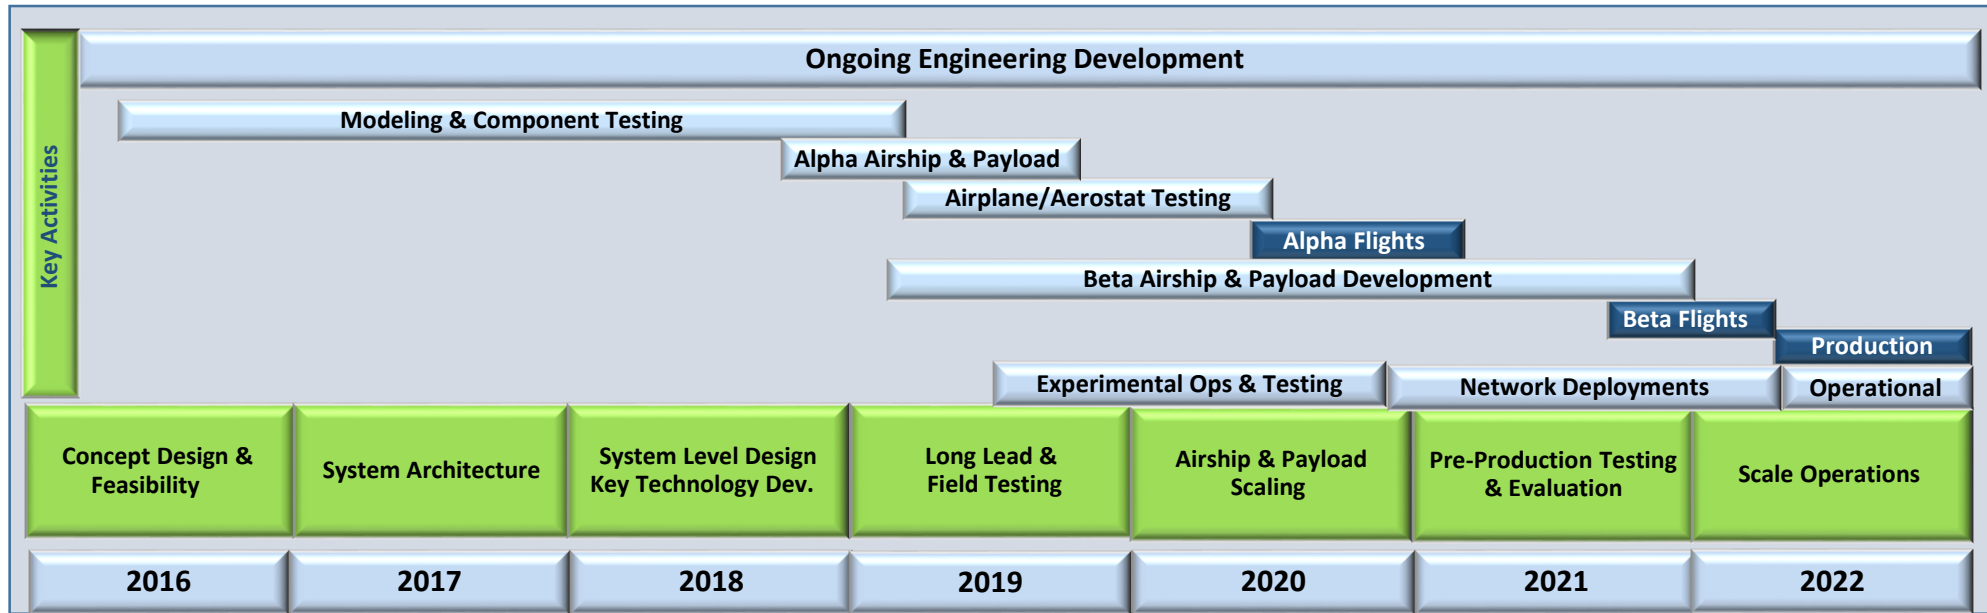 Key Activities
Ongoing Engineering Development
Modeling & Component Testing
Alpha Airship & Payload
Airplane/Aerostat Testing
Alpha Flights
Beta Airship & Payload Development
Beta Flights
Production
Experimental Ops & Testing
Network Deployments
Operational
Concept Design &
Feasibility
System Architecture
System Level Design
Key Technology Dev.
Long Lead &
Field Testing
Airship & Payload
Scaling
Pre-Production Testing
& Evaluation
Scale Operations
2016
2017
2018
2019
2020
2021
2022